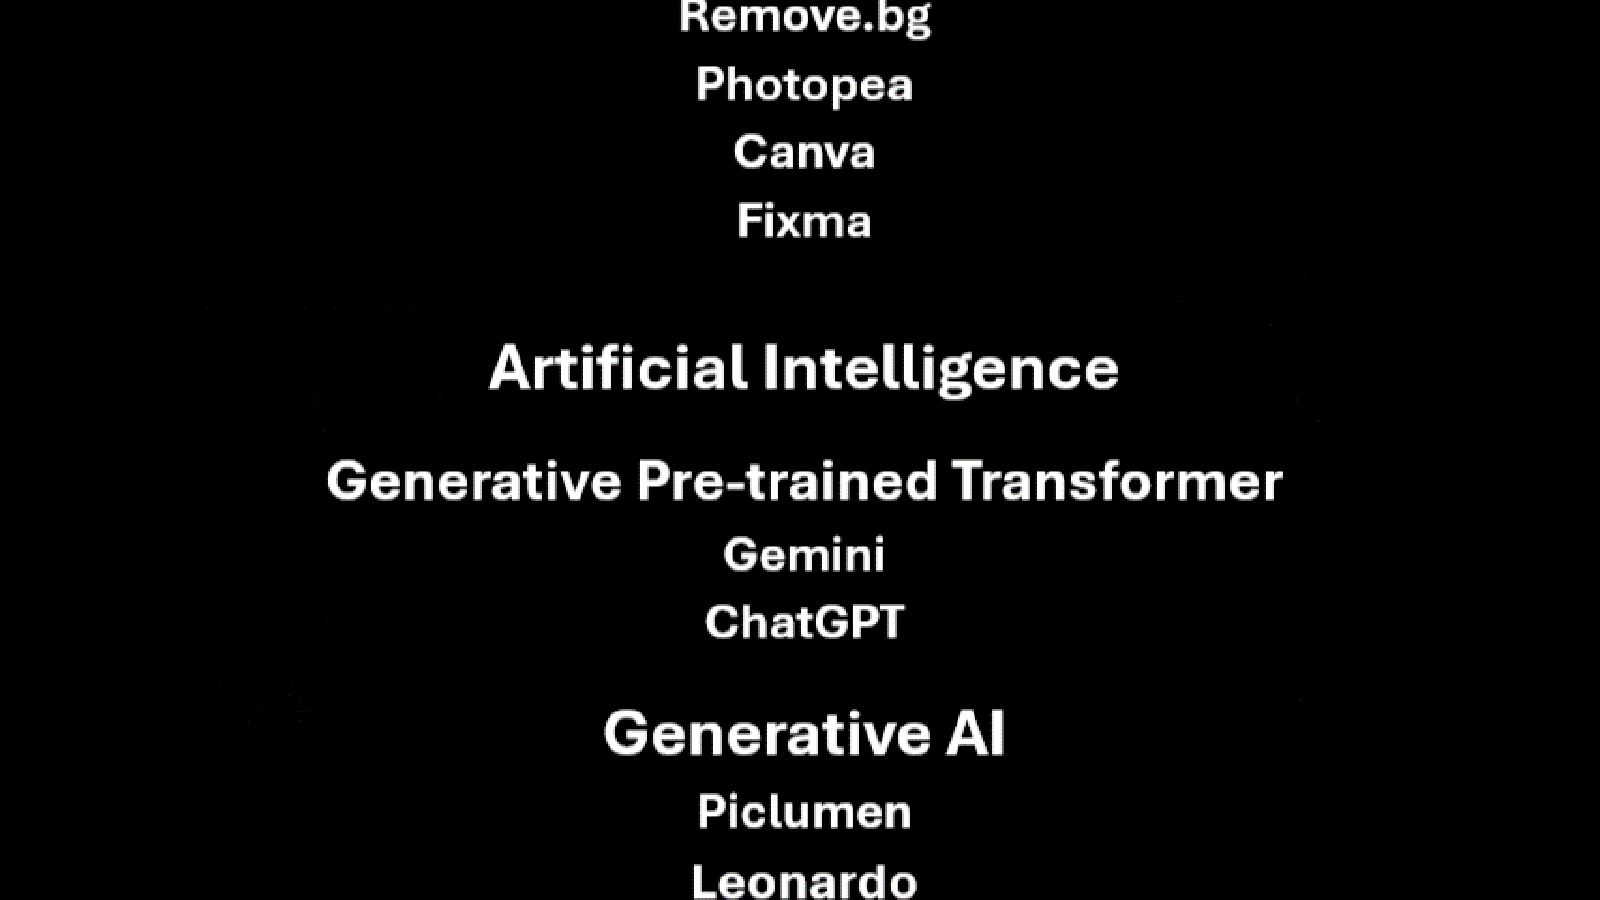 Remove.bg
Photopea
Canva
Fixma
Artificial Intelligence
Generative Pre-trained Transformer
Gemini
ChatGPT
Generative AI
Piclumen
Leonardo